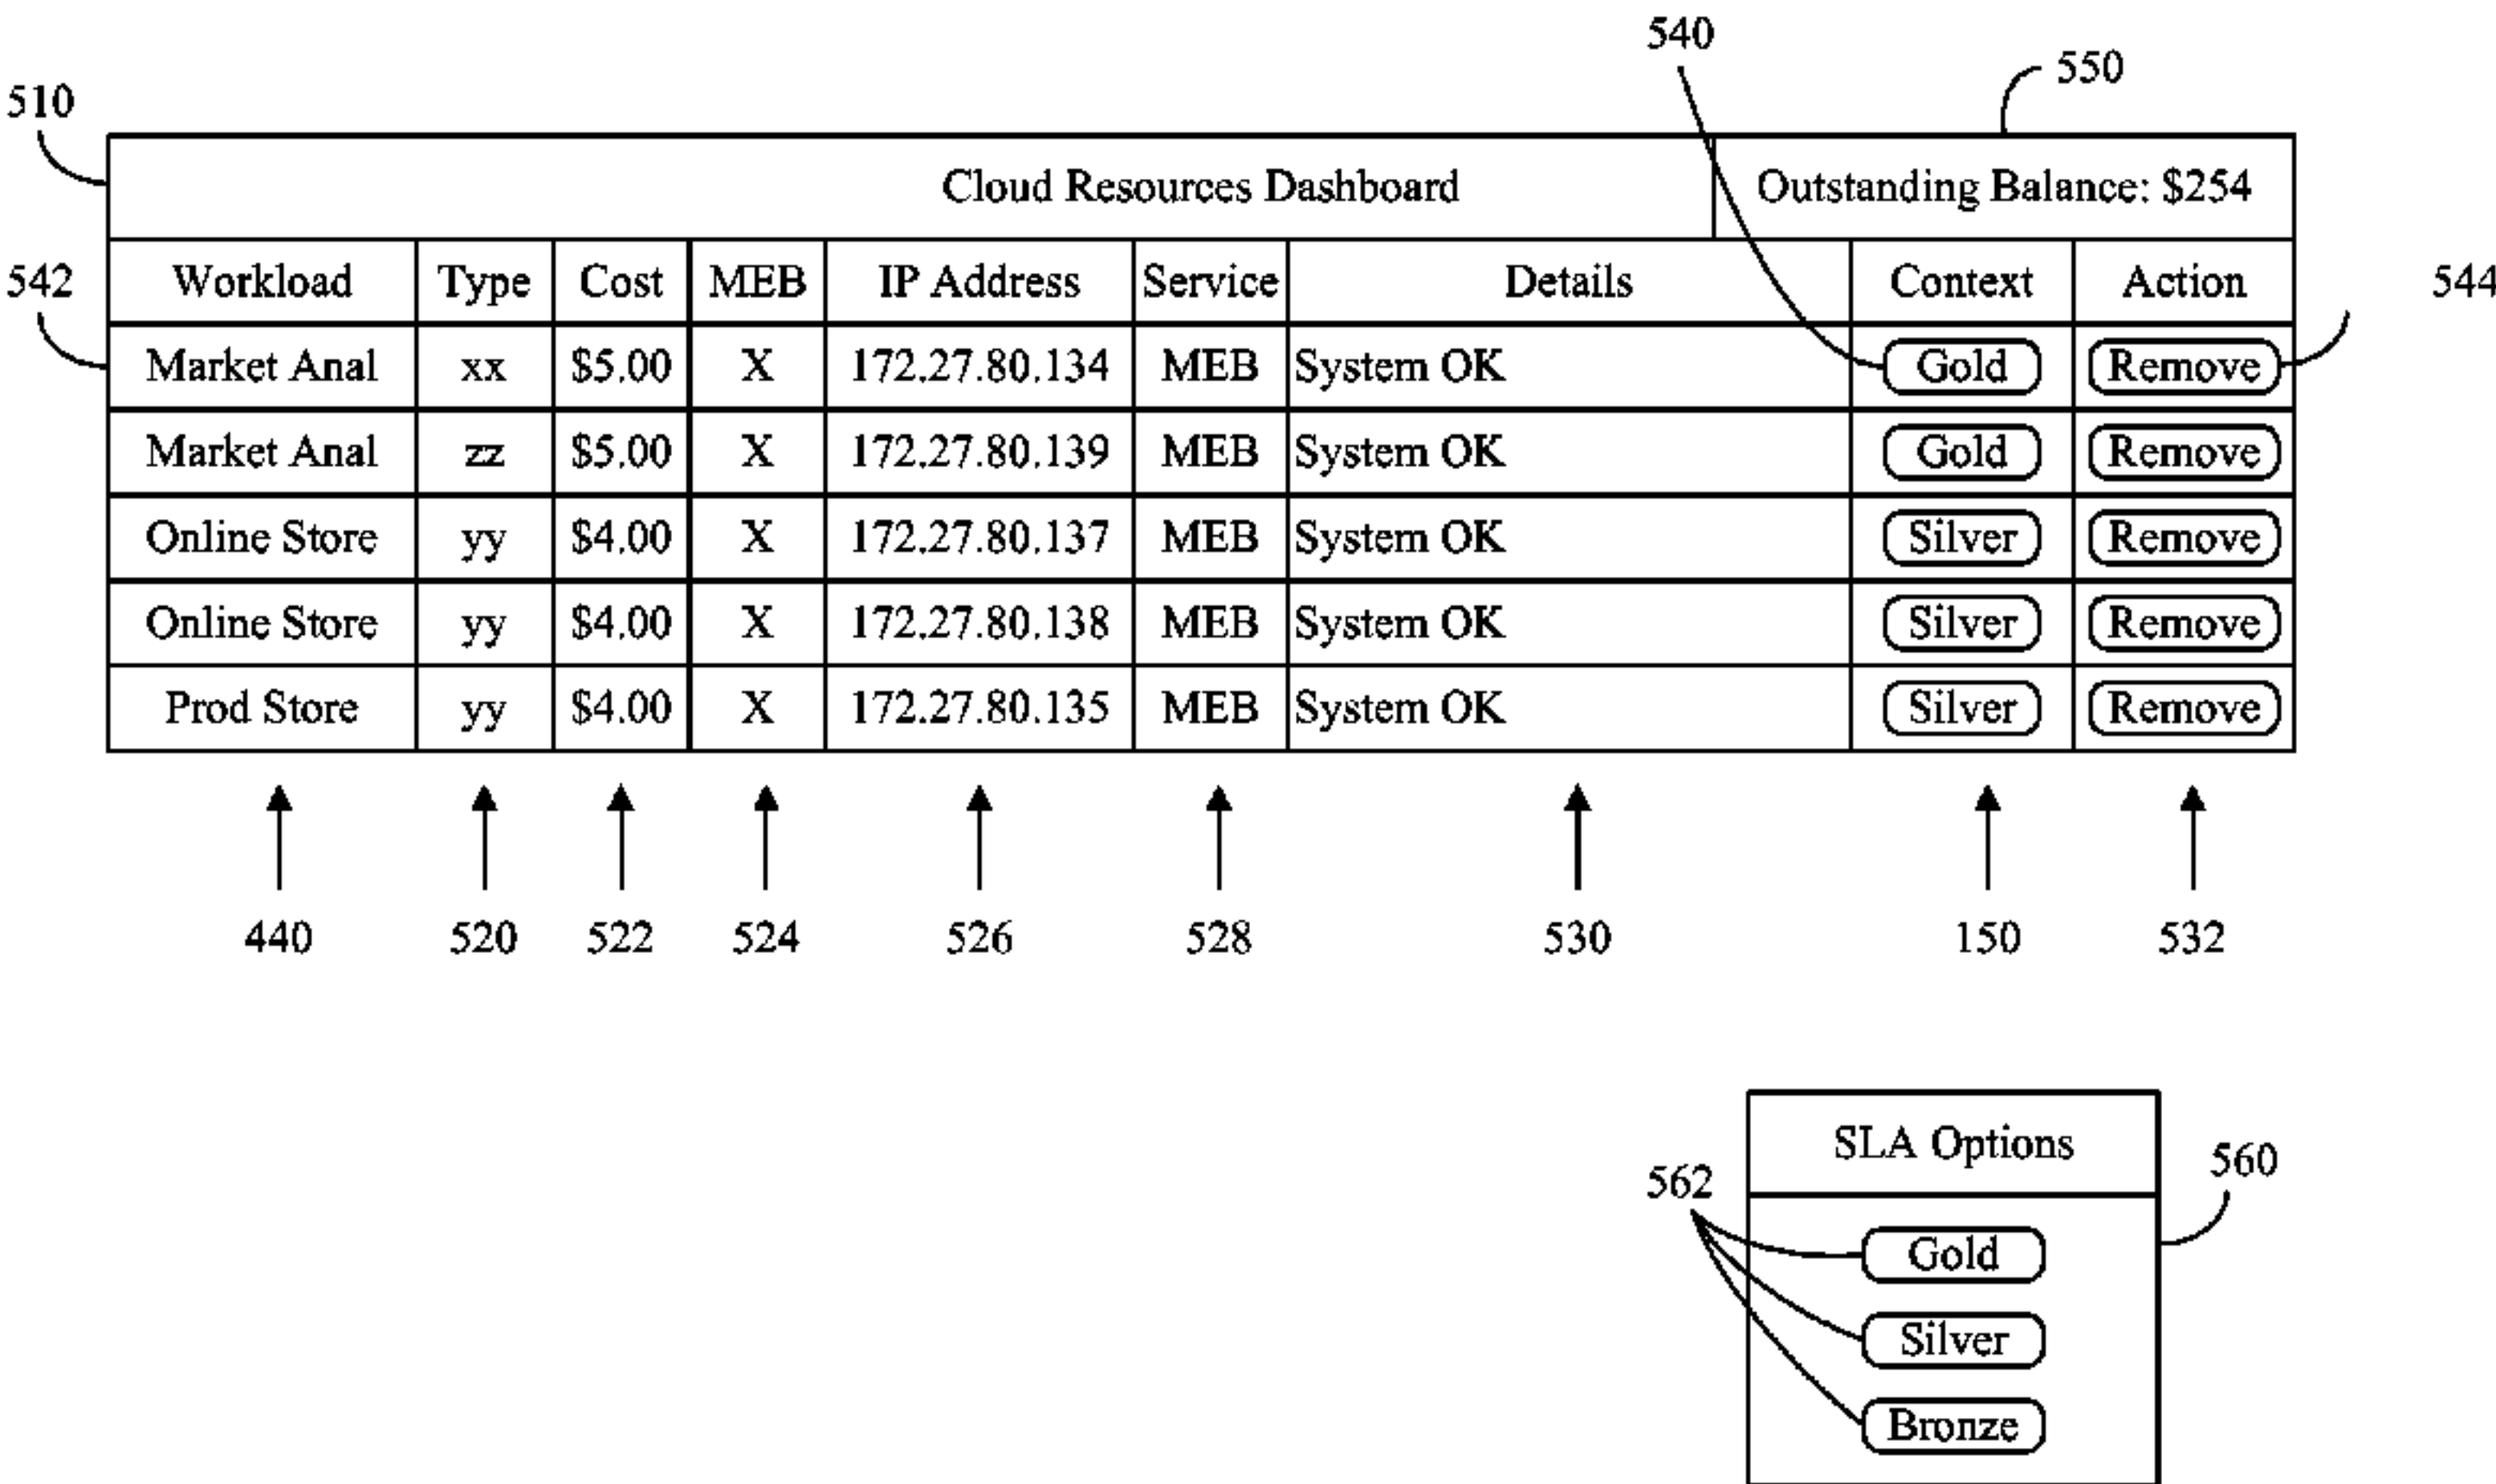 540
550
510
Cloud Resources Dashboard Outstanding Balance: $254
542 Workload Type Cost MEB IP Address Service Details Context Action 544
Market Anal xx $5.00 X 172.27.80.134 MEB System OK Gold Remove
Market Anal zz $5.00 X 172.27.80.139 MEB System OK Gold Remove
Online Store yy $4.00 X 172.27.80.137 MEB System OK Silver Remove
Online Store yy $4.00 X 172.27.80.138 MEB System OK Silver Remove
Prod Store yy $4.00 X 172.27.80.135 MEB System OK Silver Remove
440 520 522 524 526 528 530 150 532
SLA Options
562 560
Gold
Silver
Bronze